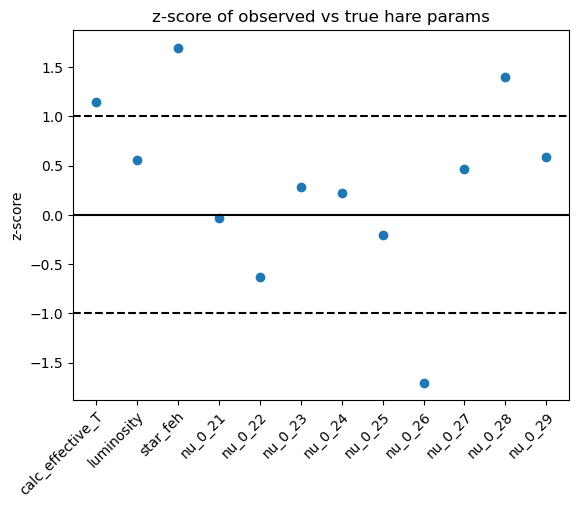 z-score of observed vs true hare params
z-score
1.5
1.0
0.5
0.0
−0.5
−1.0
−1.5
calc_effective_T
luminosity
star_feh
nu_0_21
nu_0_22
nu_0_23
nu_0_24
nu_0_25
nu_0_26
nu_0_27
nu_0_28
nu_0_29